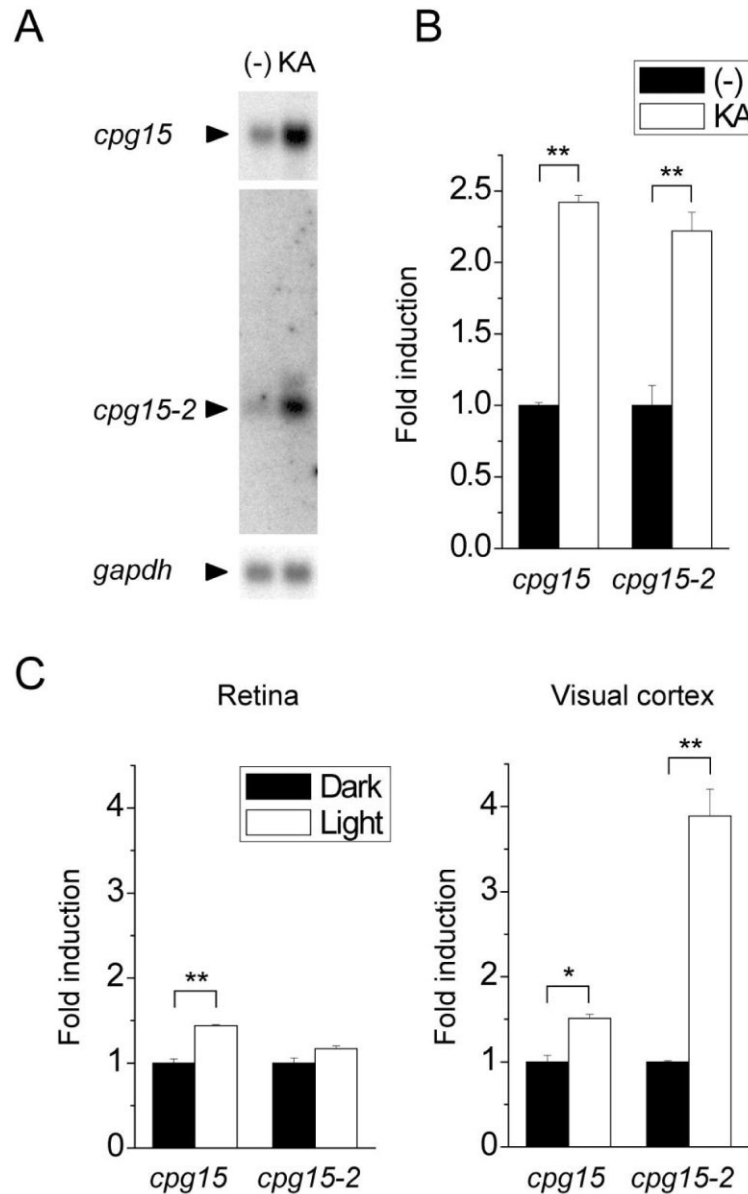 A
(-) KA
cpg15
cpg15-2
gapdh
B
(-)
KA
**
**
Fold induction
2.5
2.0
1.5
1.0
0.5
0.0
cpg15
cpg15-2
C
Retina
Dark
Light
**
Fold induction
4
3
2
1
0
cpg15
cpg15-2
Visual cortex
**
*
Fold induction
4
3
2
1
0
cpg15
cpg15-2